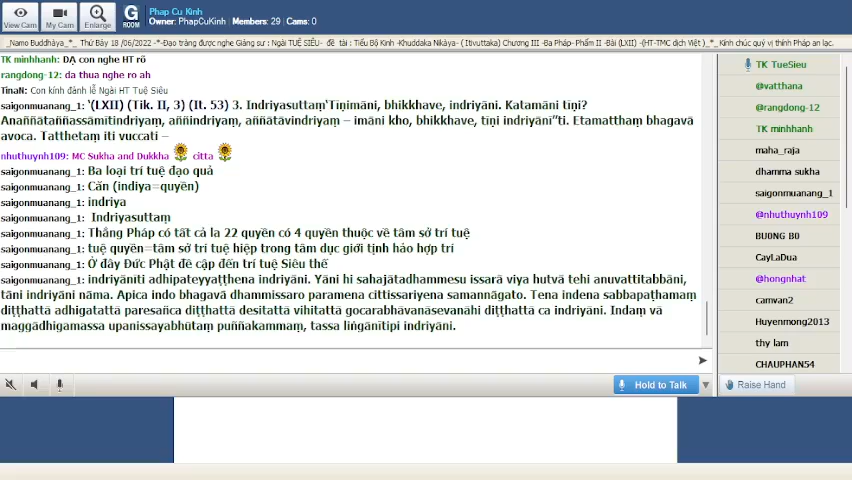 View Cam
My Cam
Enlarge
G
ROOM
Phap Cu Kinh
Owner: PhapCuKinh | Members: 29 | Cams: 0
_Namo Buddhàya_*_ Thứ Bảy 18 /06/2022 -*-Đạo tràng được nghe Giảng sư : Ngài TUỆ SIÊU- đề tài : Tiểu Bộ Kinh -Khuddaka Nikàya- ( Itivuttaka) Chương III -Ba Pháp- Phẩm II -Bài (LXII) -(HT-TMC dịch Việt )_*_ Kính chúc quý vị thính Pháp an lạc.
TK minhhanh: DẠ con nghe HT rõ
rangdong-12: da thua nghe ro ah
TinaN: Con kính đảnh lễ Ngài HT Tuệ Siêu
saigonmuanang_1: ‘(LXII) (Tik. II, 3) (It. 53) 3. Indriyasuttaṃ‘Tīṇimāni, bhikkhave, indriyāni. Katamāni tīṇi?
Anaññātaññassāmītindriyaṃ, aññindriyaṃ, aññātāvindriyaṃ – imāni kho, bhikkhave, tīṇi indriyānī”ti. Etamatthaṃ bhagavā
avoca. Tatthetaṃ iti vuccati –
nhuthuynh109: MC Sukha and Dukkha citta
saigonmuanang_1: Ba loại trí tuệ đạo quả
saigonmuanang_1: Căn (indiya=quyền)
saigonmuanang_1: indriya
saigonmuanang_1: Indriyasuttaṃ
saigonmuanang_1: Thắng Pháp có tất cả la 22 quyền có 4 quyền thuộc về tâm sở trí tuệ
saigonmuanang_1: tuệ quyền=tâm sở trí tuệ hiệp trong tâm dục giới tịnh hảo hợp trí
saigonmuanang_1: Ở đây Đức Phật đề cập đến trí tuệ Siêu thế
saigonmuanang_1: indriyānīti adhipateyyaṭṭhena indriyāni. Yāni hi sahajātadhammesu issarā viya hutvā tehi anuvattitabbāni,
tāni indriyāni nāma. Apica indo bhagavā dhammissaro paramena cittissariyena samannāgato. Tena indena sabbapaṭhamaṃ
diṭṭhattā adhigatattā paresañca diṭṭhattā desitattā vihitattā gocarabhāvanāsevanāhi diṭṭhattā ca indriyāni. Indaṃ vā
maggādhigamassa upanissayabhūtaṃ puññakammaṃ, tassa liṅgānītipi indriyāni.
Hold to Talk
Raise Hand
TK TueSieu
@vatthana
@rangdong-12
TK minhhanh
maha_raja
dhamma sukha
saigonmuanang_1
@nhuthuynh109
BU0NG B0
CayLaDua
@hongnhat
camvan2
Huyenmong2013
thy lam
CHAUPHAN54